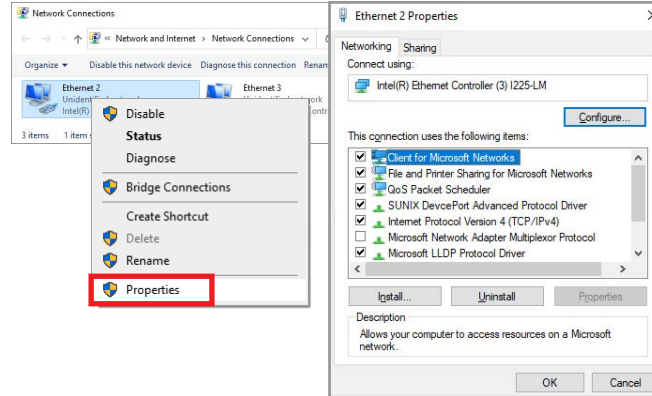 Network Connections
« Network and Internet > Network Connections
Organize Disable this network device Diagnose this connection Renam
Ethernet 2
Intel(R)
Ethernet 3
3 items 1 item
Disable
Status
Diagnose
Bridge Connections
Create Shortcut
Delete
Rename
Properties
Ethernet 2 Properties
Networking Sharing
Connect using:
Intel(R) Ethernet Controller (3) I225-LM
Configure...
This connection uses the following items:
Client for Microsoft Networks
File and Printer Sharing for Microsoft Networks
QoS Packet Scheduler
SUNIX DevcePort Advanced Protocol Driver
Internet Protocol Version 4 (TCP/IPv4)
Microsoft Network Adapter Multiplexor Protocol
Microsoft LLDP Protocol Driver
Install... Uninstall Properties
Description
Allows your computer to access resources on a Microsoft
network.
OK Cancel